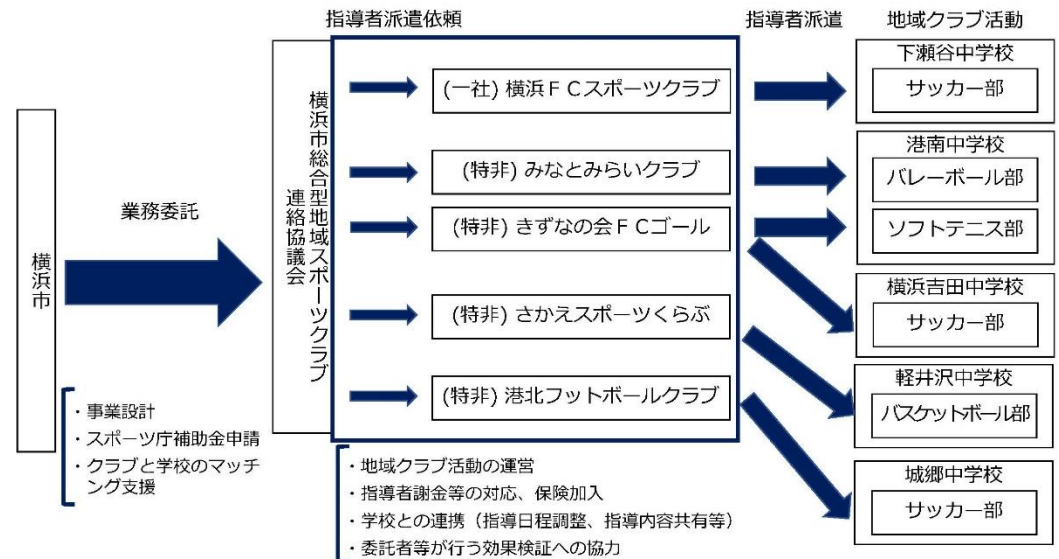 指導者派遣依頼
指導者派遣
地域クラブ活動
横浜市
業務委託
横浜市総合型地域スポーツクラブ
連絡協議会
(一社) 横浜ＦＣスポーツクラブ
(特非) みなとみらいクラブ
(特非) きずなの会ＦＣゴール
(特非) さかえスポーツくらぶ
(特非) 港北フットボールクラブ
下瀬谷中学校
サッカー部
港南中学校
バレーボール部
ソフトテニス部
横浜吉田中学校
サッカー部
軽井沢中学校
バスケットボール部
城郷中学校
サッカー部
・事業設計
・スポーツ庁補助金申請
・クラブと学校のマッチ
ング支援
・地域クラブ活動の運営
・指導者謝金等の対応、保険加入
・学校との連携（指導日程調整、指導内容共有等）
・委託者等が行う効果検証への協力